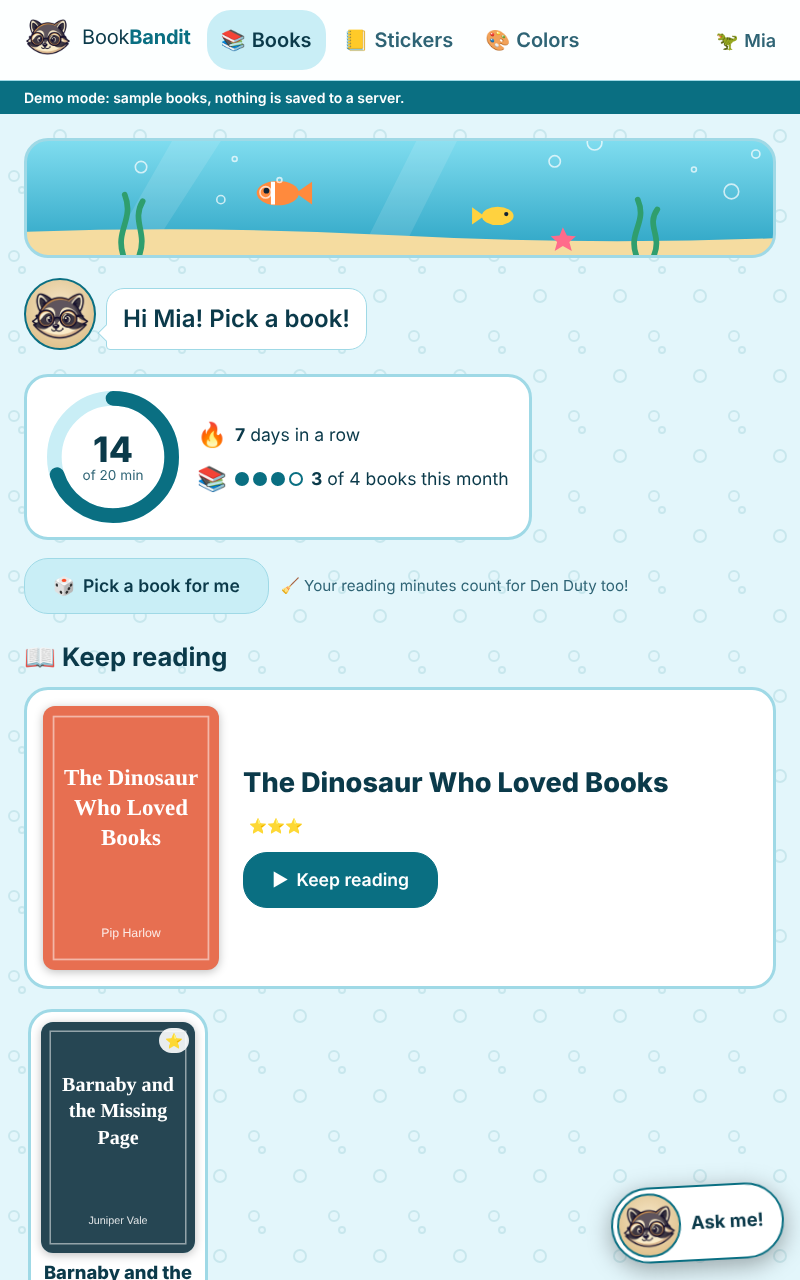 BookBandit
📚 Books
📒 Stickers
🎨 Colors
🦖 Mia
Demo mode: sample books, nothing is saved to a server.
Hi Mia! Pick a book!
14
of 20 min
🔥 7 days in a row
📚 3 of 4 books this month
🎲 Pick a book for me
🧹 Your reading minutes count for Den Duty too!
📖 Keep reading
The Dinosaur
Who Loved
Books
Pip Harlow
The Dinosaur Who Loved Books
⭐⭐⭐
▶ Keep reading
⭐
Barnaby and
the Missing
Page
Juniper Vale
Barnaby and the
Ask me!